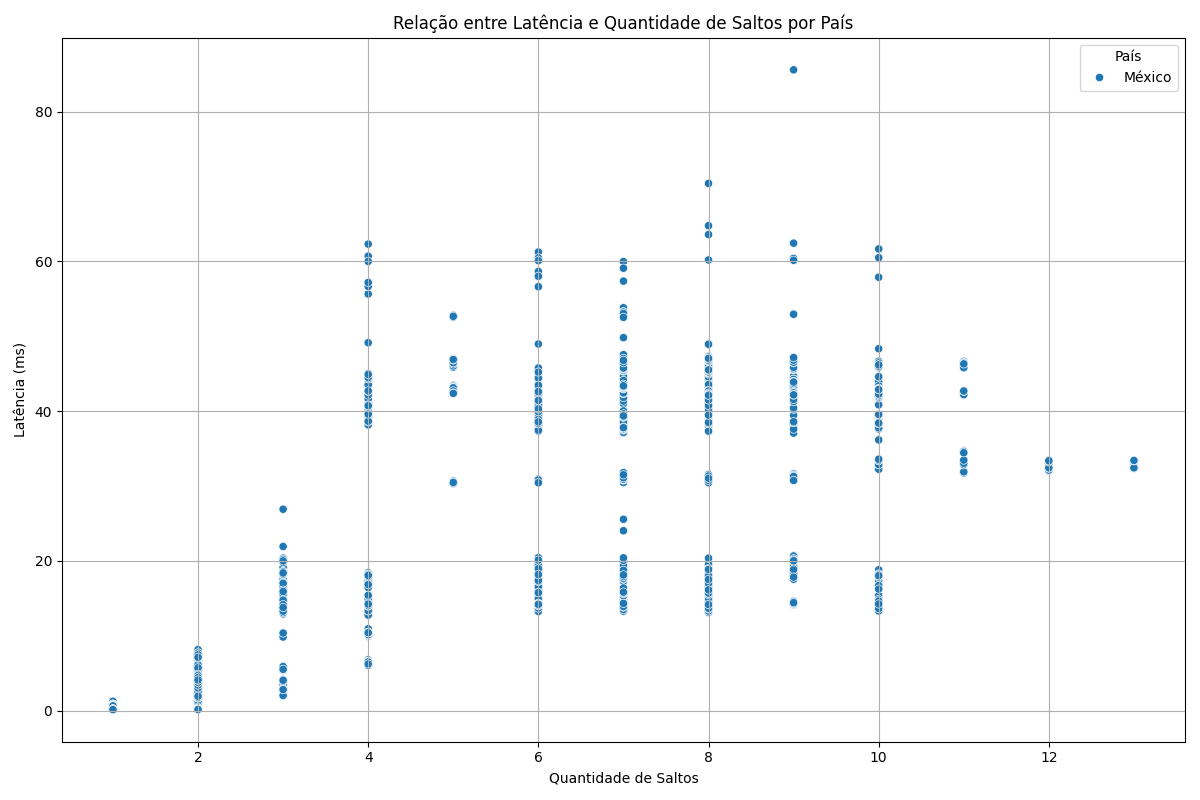 Relação entre Latência e Quantidade de Saltos por País
País
México
Latência (ms)
80
60
40
20
0
2 4 6 8 10 12
Quantidade de Saltos